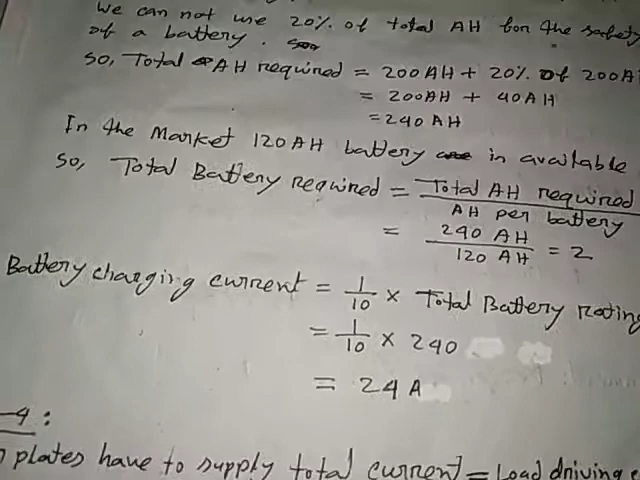 We can not use 20% of total AH for the safety
of a battery.
So, Total AH required = 200AH + 20% of 200A
= 200AH + 40AH
= 240 AH
In the Market 120AH battery in available
So, Total Battery required = Total AH required / AH per battery
= 240 AH / 120 AH = 2
Battery charging current = 1/10 × Total Battery Rating
= 1/10 × 240
= 24 A
-4:
plates have to supply total current = Load driving